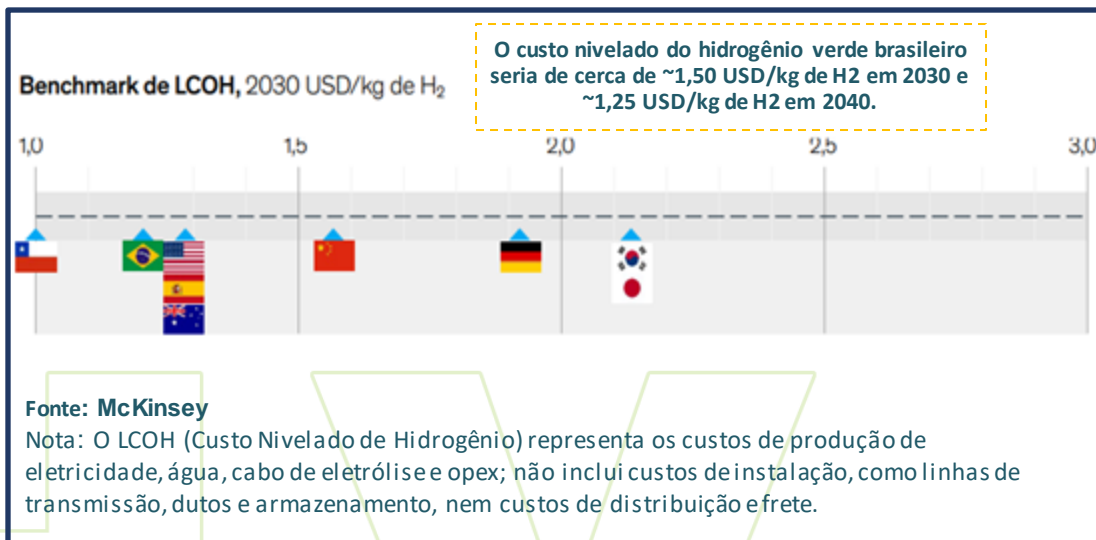 O custo nivelado do hidrogênio verde brasileiro
seria de cerca de ~1,50 USD/kg de H2 em 2030 e
~1,25 USD/kg de H2 em 2040.
Benchmark de LCOH, 2030 USD/kg de H₂
1,0 1,5 2,0 2,5 3,0
Fonte: McKinsey
Nota: O LCOH (Custo Nivelado de Hidrogênio) representa os custos de produção de
eletricidade, água, cabo de eletrólise e opex; não inclui custos de instalação, como linhas de
transmissão, dutos e armazenamento, nem custos de distribuição e frete.